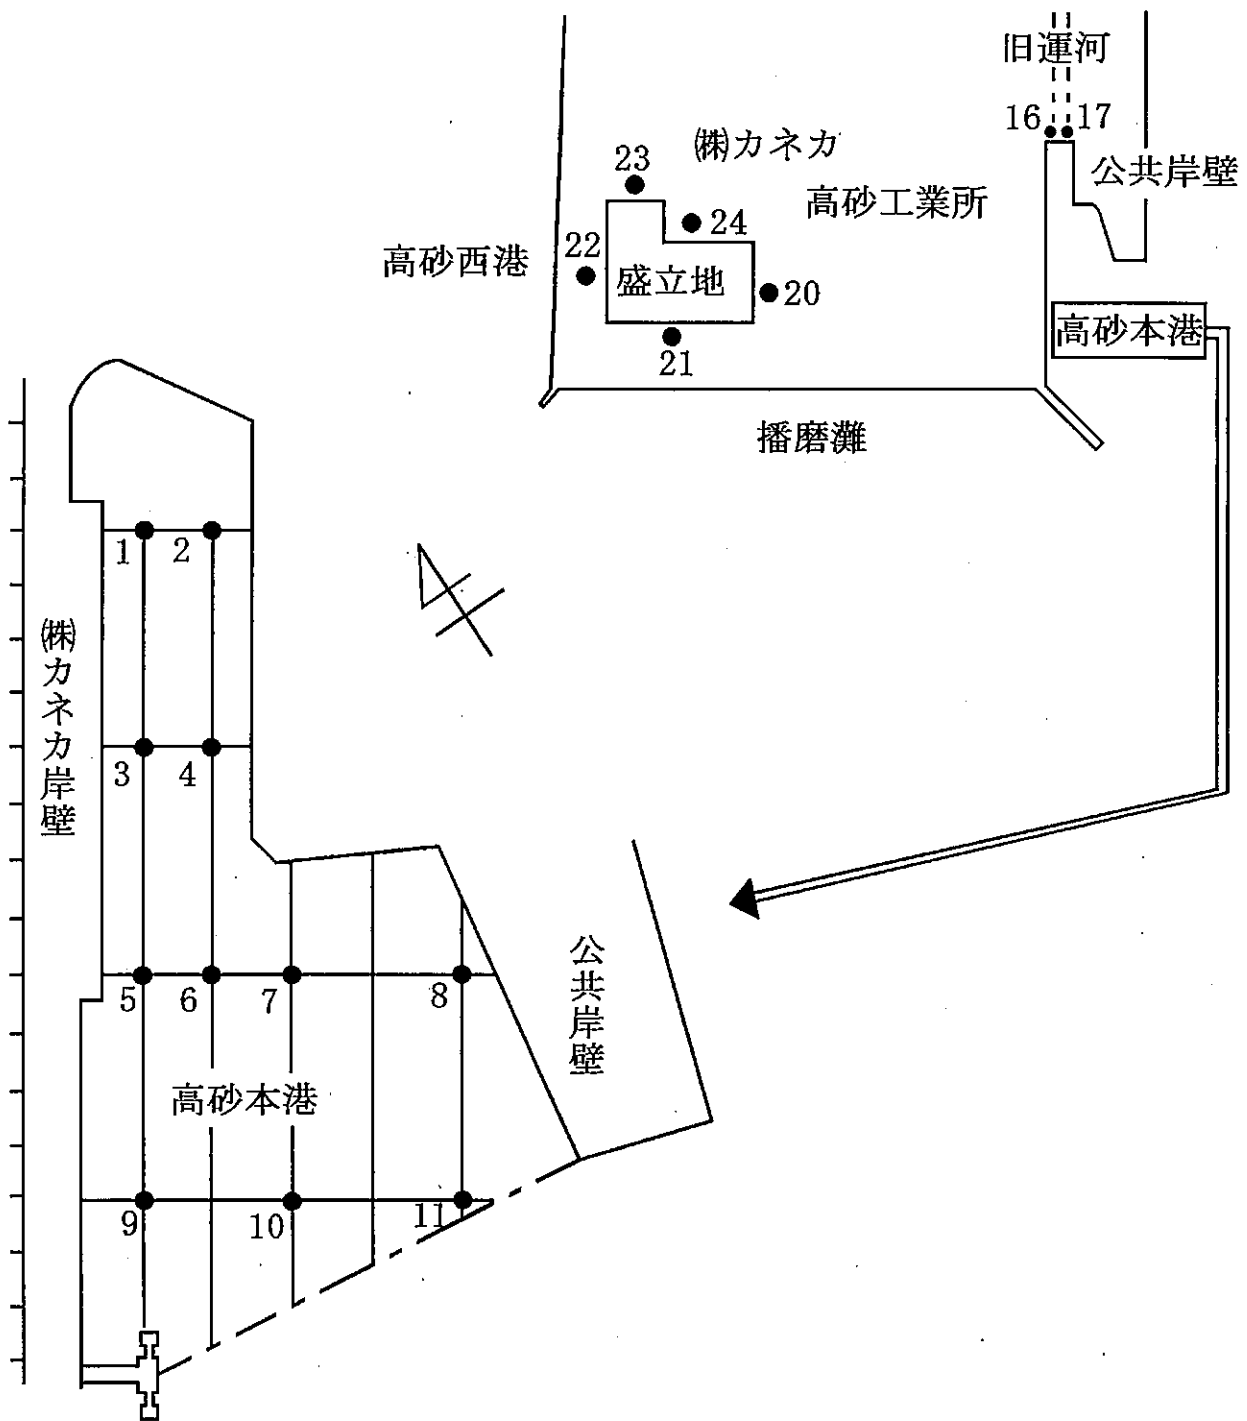 旧運河
16 17
㈱カネカ
高砂工業所
公共岸壁
23
24
22
高砂西港
盛立地
20
21
高砂本港
播磨灘
1 2
㈱カネカ岸壁
3 4
5 6 7 8
公共岸壁
高砂本港
9 10 11